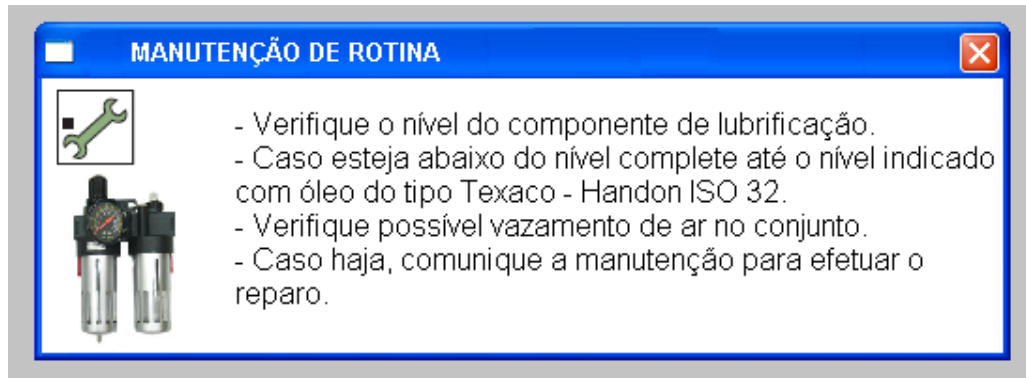 MANUTENÇÃO DE ROTINA
- Verifique o nível do componente de lubrificação.
- Caso esteja abaixo do nível complete até o nível indicado
com óleo do tipo Texaco - Handon ISO 32.
- Verifique possível vazamento de ar no conjunto.
- Caso haja, comunique a manutenção para efetuar o
reparo.